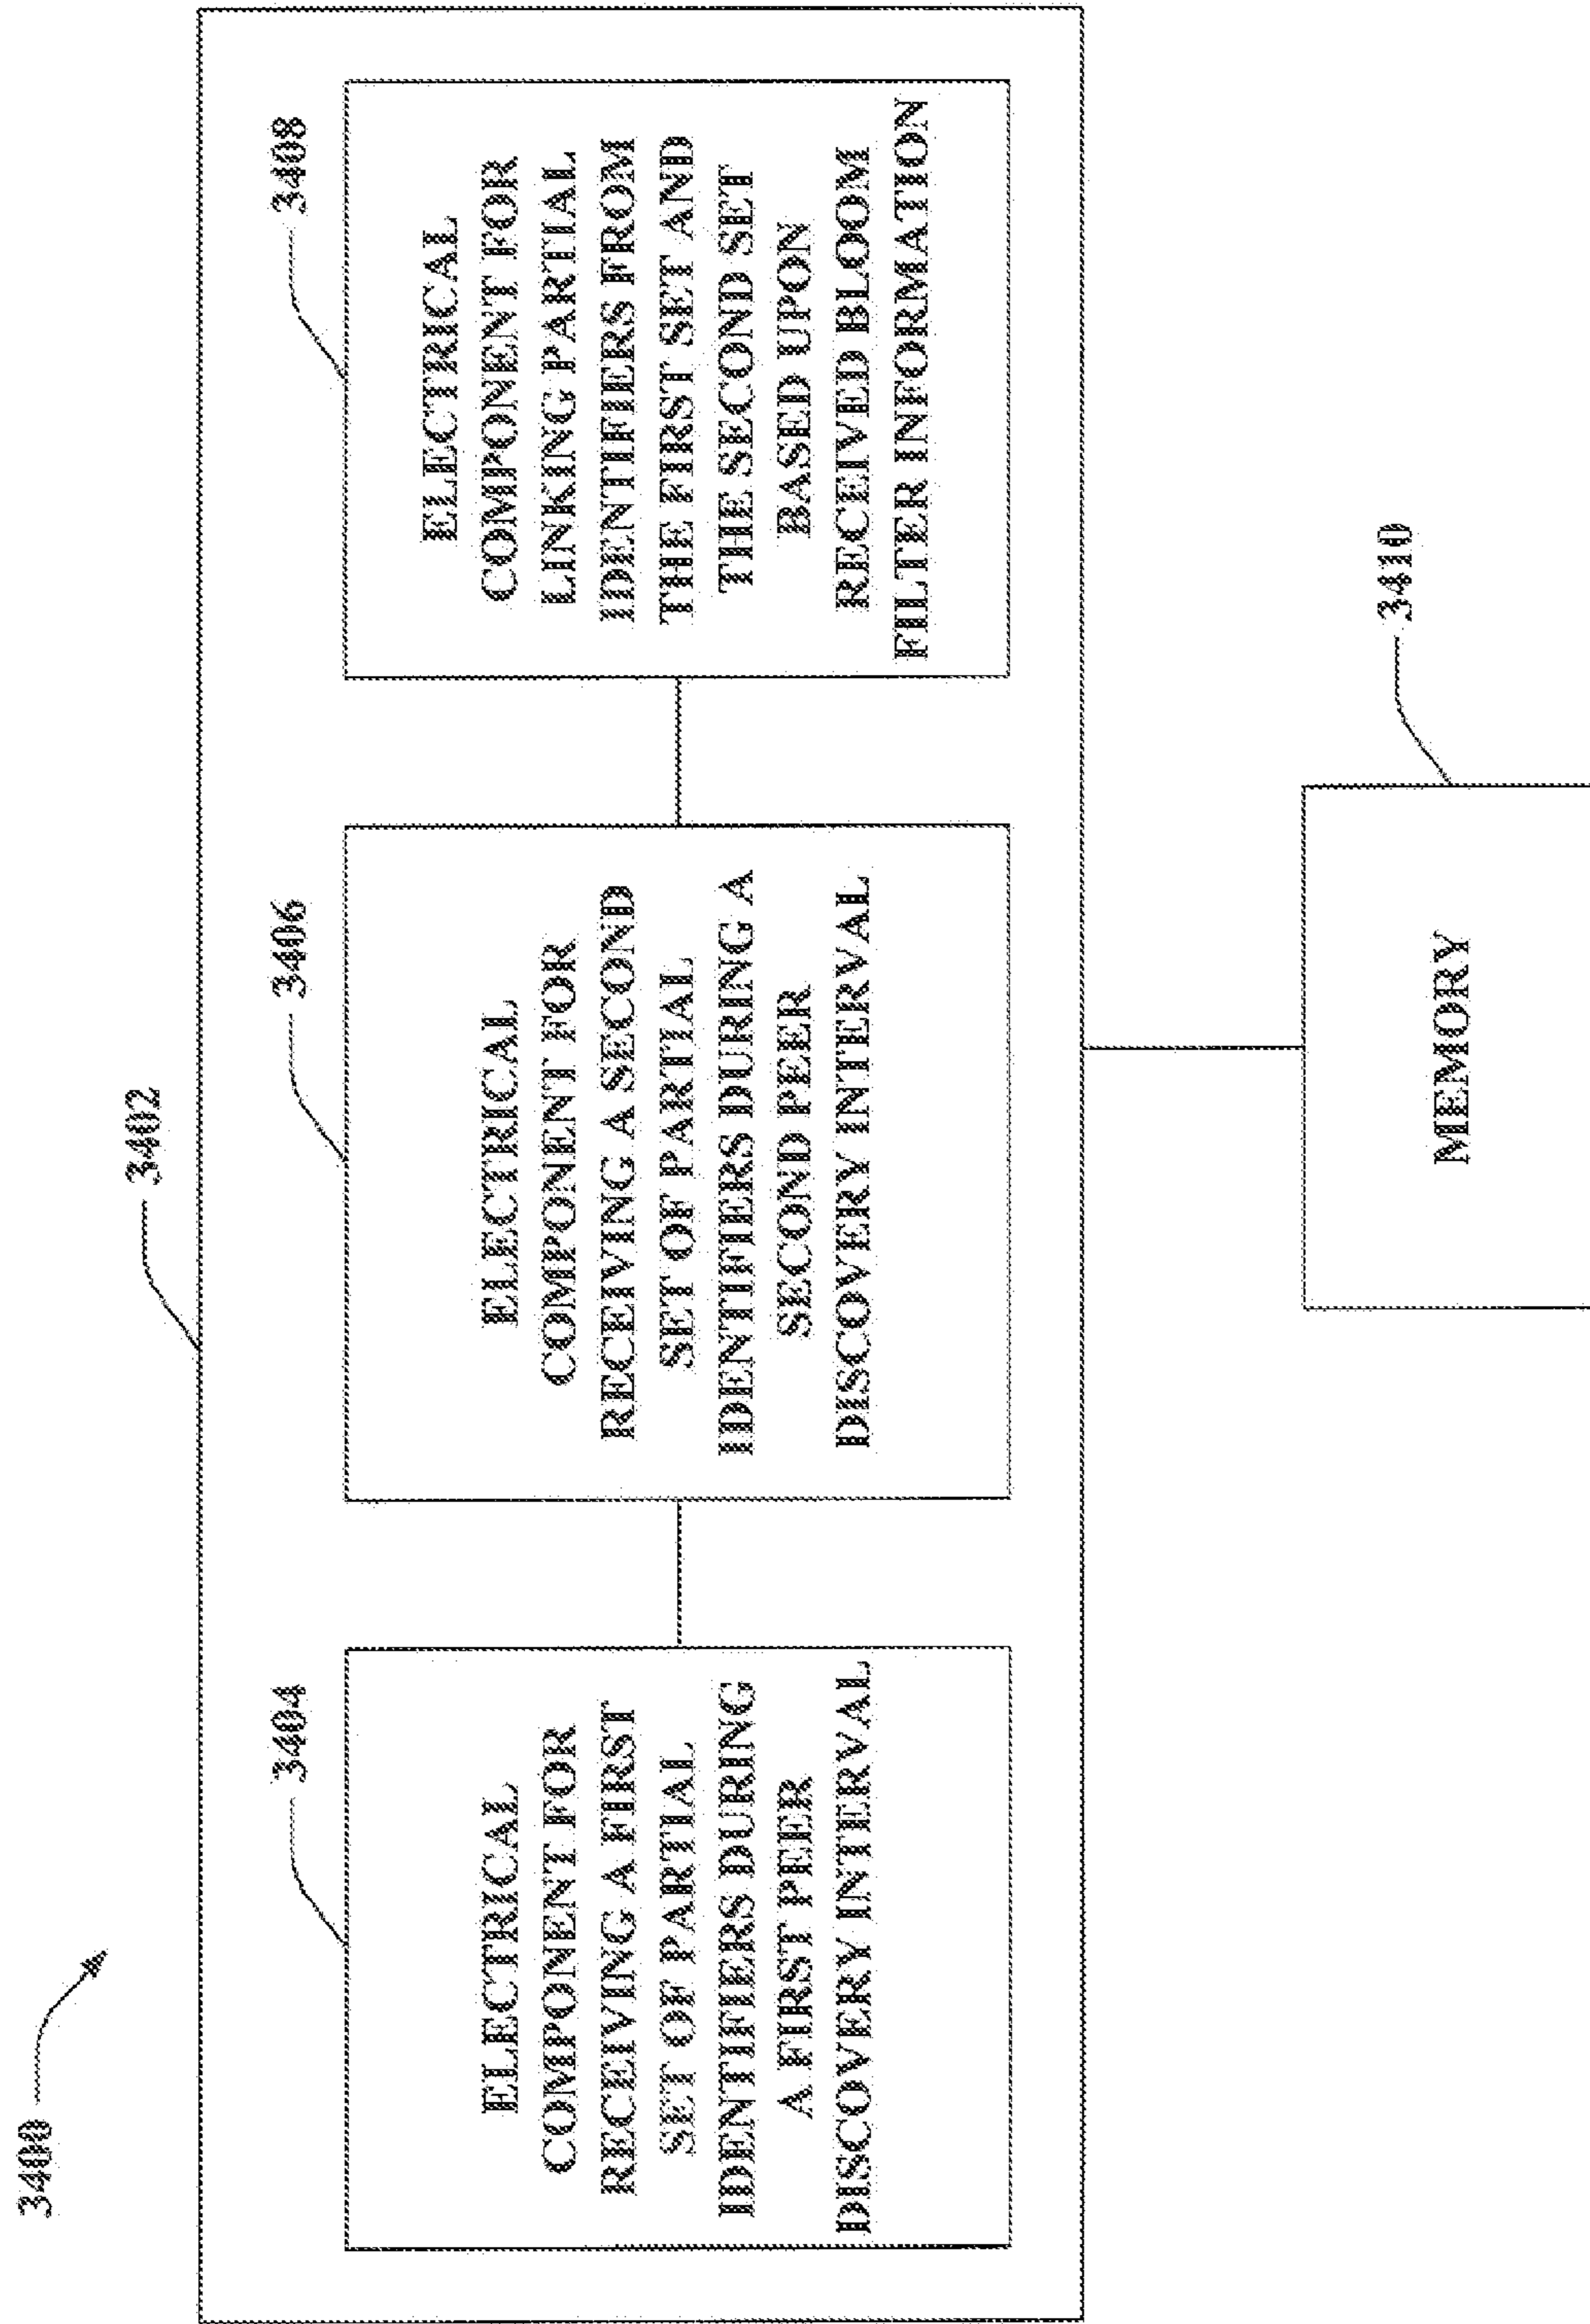 3400
3402
3404
ELECTRICAL
COMPONENT FOR
RECEIVING A FIRST
SET OF PARTIAL
IDENTIFIERS DURING
A FIRST PEER
DISCOVERY INTERVAL
3406
ELECTRICAL
COMPONENT FOR
RECEIVING A SECOND
SET OF PARTIAL
IDENTIFIERS DURING A
SECOND PEER
DISCOVERY INTERVAL
3408
ELECTRICAL
COMPONENT FOR
LINKING PARTIAL
IDENTIFIERS FROM
THE FIRST SET AND
THE SECOND SET
BASED UPON
RECEIVED BLOOM
FILTER INFORMATION
3410
MEMORY